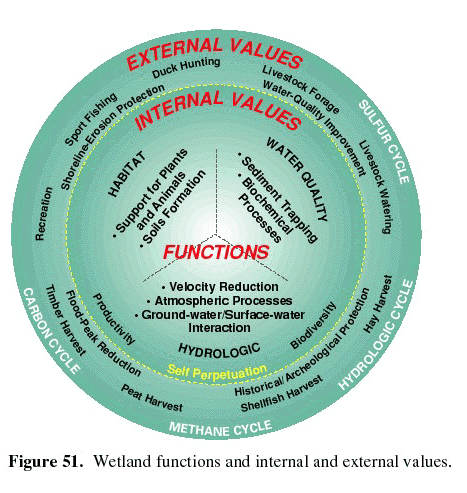 EXTERNAL VALUES
Duck Hunting
Livestock Forage
Water-Quality Improvement
Sport Fishing
Shoreline-Erosion Protection
SULFUR CYCLE
INTERNAL VALUES
Livestock Watering
HABITAT
• Support for Plants
and Animals
• Soils Formation
WATER QUALITY
• Sediment Trapping
• Biochemical
Processes
Recreation
FUNCTIONS
• Velocity Reduction
• Atmospheric Processes
• Ground-water/Surface-water
Interaction
HYDROLOGIC
Productivity
Biodiversity
Self Perpetuation
CARBON CYCLE
Timber Harvest
Flood-Peak Reduction
Peat Harvest
Historical/Archeological Protection
Shellfish Harvest
Hay Harvest
HYDROLOGIC CYCLE
METHANE CYCLE
Figure 51. Wetland functions and internal and external values.